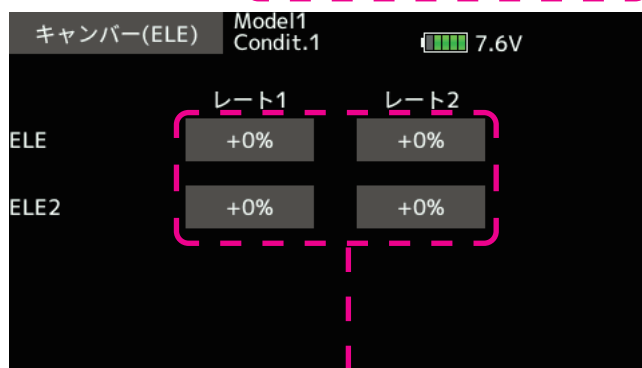 キャンバー(ELE)
Model1
Condit.1
7.6V
レート1 レート2
ELE +0% +0%
ELE2 +0% +0%